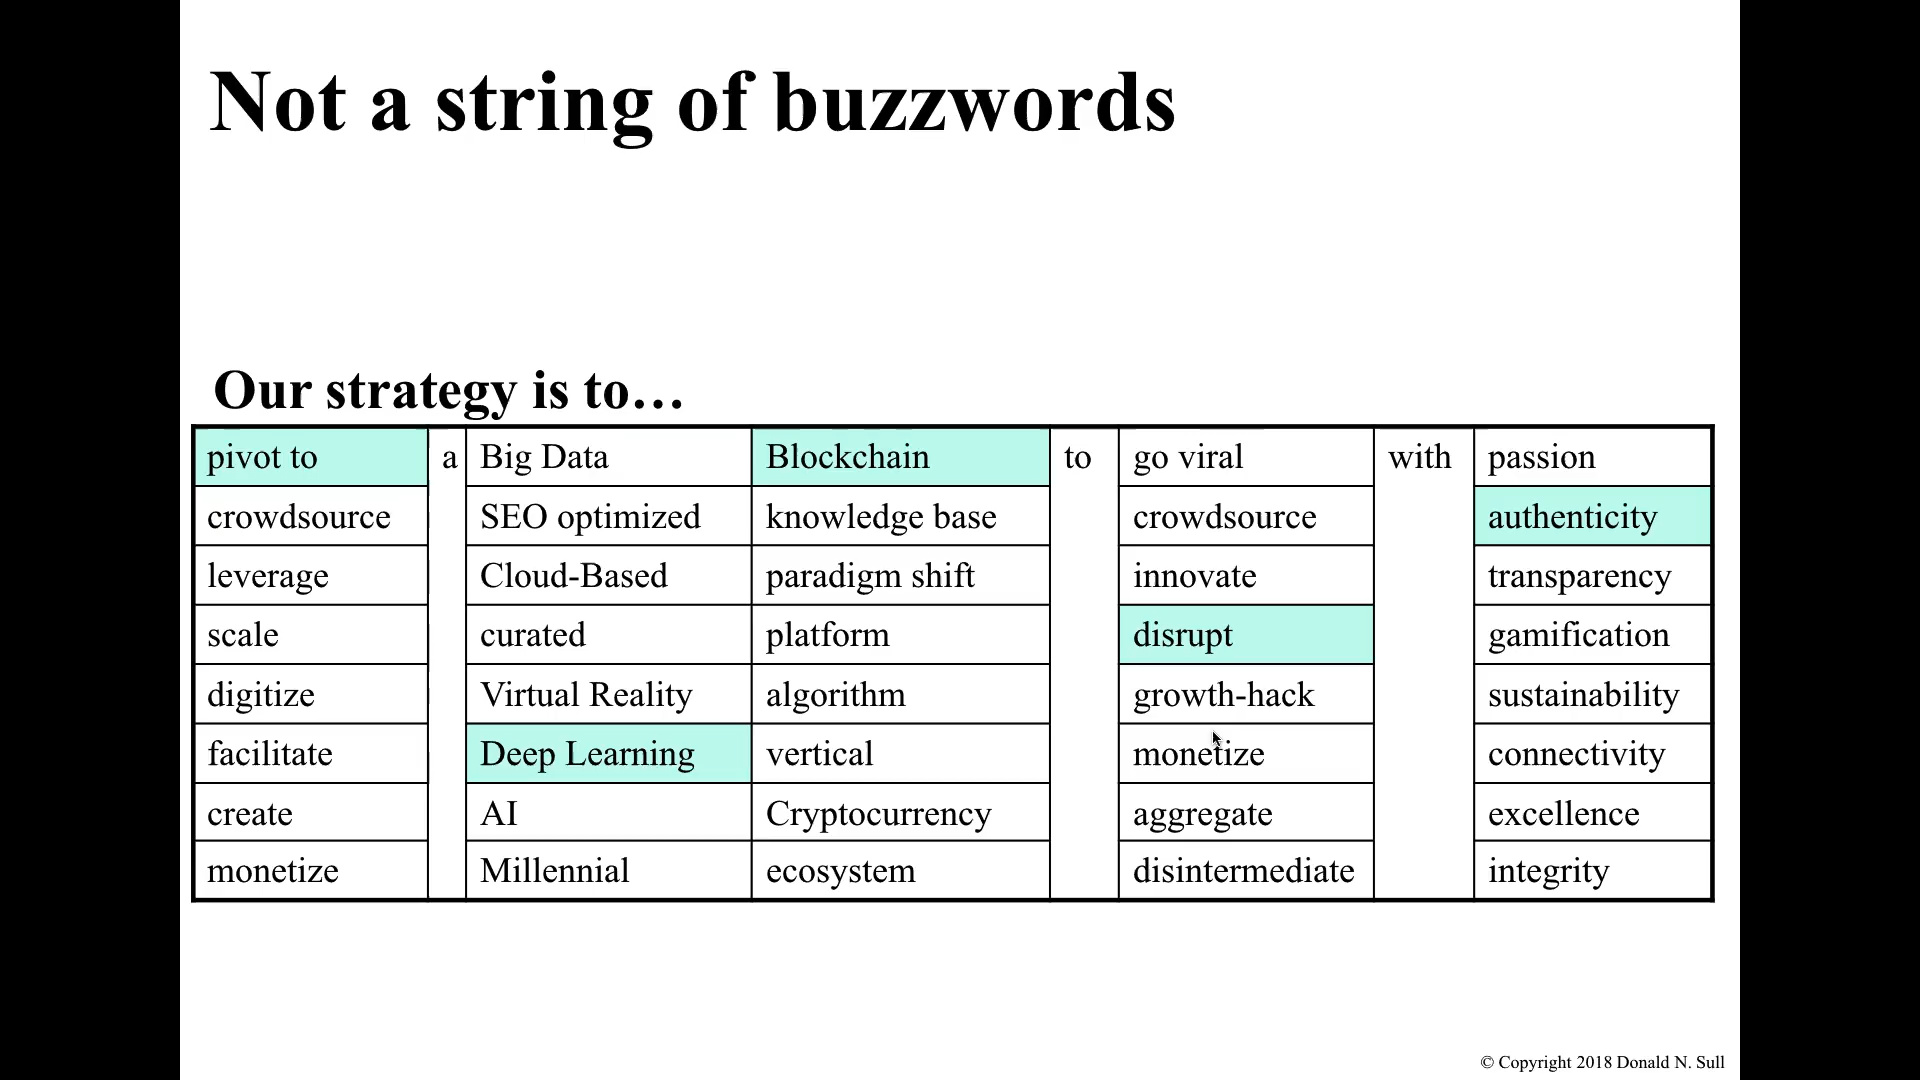 Not a string of buzzwords
Our strategy is to…
pivot to a Big Data Blockchain to go viral with passion
crowdsource SEO optimized knowledge base crowdsource authenticity
leverage Cloud-Based paradigm shift innovate transparency
scale curated platform disrupt gamification
digitize Virtual Reality algorithm growth-hack sustainability
facilitate Deep Learning vertical monetize connectivity
create AI Cryptocurrency aggregate excellence
monetize Millennial ecosystem disintermediate integrity
© Copyright 2018 Donald N. Sull